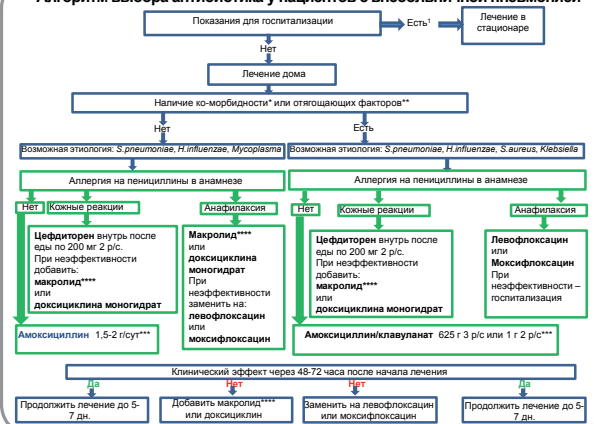 Алгоритм выбора антибиотика у пациентов с внебольничной пневмонией
Показания для госпитализации
Есть¹
Лечение в
стационаре
Нет
Лечение дома
Наличие ко-морбидности* или отягощающих факторов**
Нет
Есть
Возможная этиология: S.pneumoniae, H.influenzae, Mycoplasma
Возможная этиология: S.pneumoniae, H.influenzae, S.aureus, Klebsiella
Аллергия на пенициллины в анамнезе
Аллергия на пенициллины в анамнезе
Нет
Кожные реакции
Анафилаксия
Нет
Кожные реакции
Анафилаксия
Цефдиторен внутрь после
еды по 200 мг 2 р/с.
При неэффективности
добавить:
макролид****
или
доксициклина моногидрат
Макролид****
или
доксициклина
моногидрат
При
неэффективности
заменить на:
левофлоксацин
или
моксифлоксацин
Цефдиторен внутрь после
еды по 200 мг 2 р/с.
При неэффективности
добавить:
макролид****
или
доксициклина моногидрат
Левофлоксацин
или
Моксифлоксацин
При
неэффективности –
госпитализация
Амоксициллин 1,5-2 г/сут***
Амоксициллин/клавуланат 625 г 3 р/с или 1 г 2 р/с***
Клинический эффект через 48-72 часа после начала лечения
Да
Нет
Нет
Да
Продолжить лечение до 5-
7 дн.
Добавить макролид****
или доксициклин
Заменить на левофлоксацин
или моксифлоксацин
Продолжить лечение до 5-
7 дн.